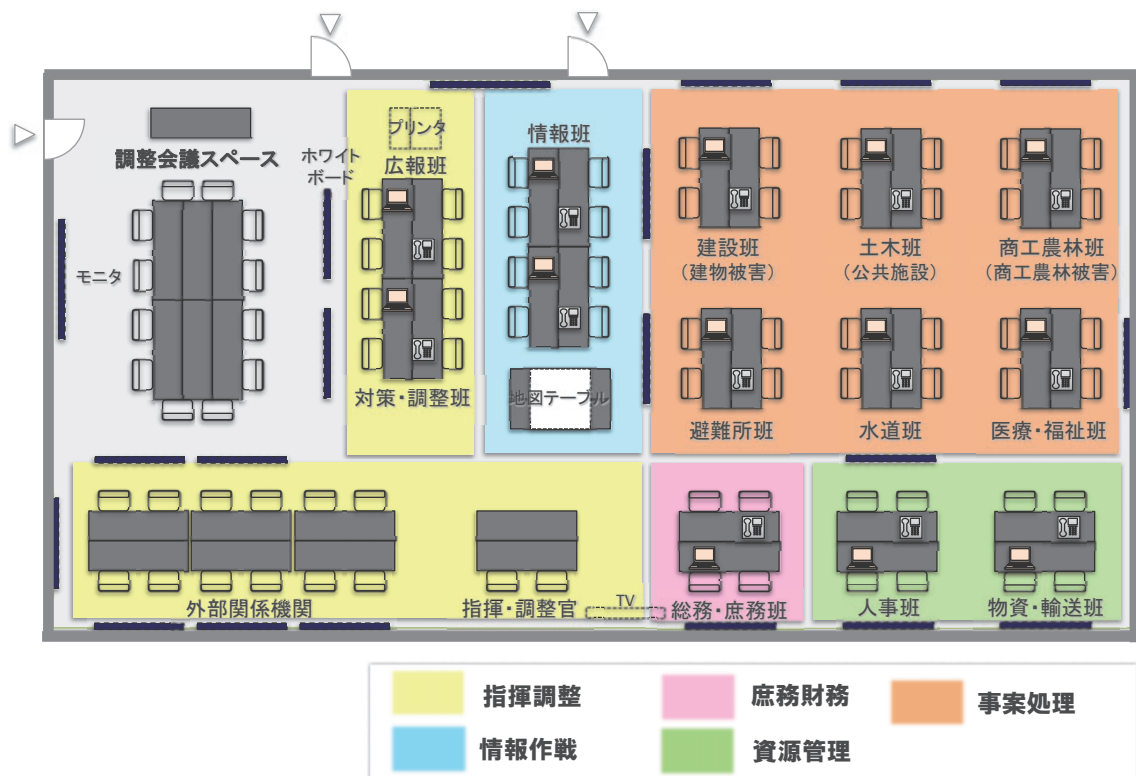 プリンタ
情報班
調整会議スペース
ホワイト
ボード
広報班
モニタ
建設班
(建物被害)
土木班
(公共施設)
商工農林班
(商工農林被害)
対策・調整班
地図テーブル
避難所班
水道班
医療・福祉班
外部関係機関
指揮・調整官
TV
総務・庶務班
人事班
物資・輸送班
指揮調整
庶務財務
事案処理
情報作戦
資源管理